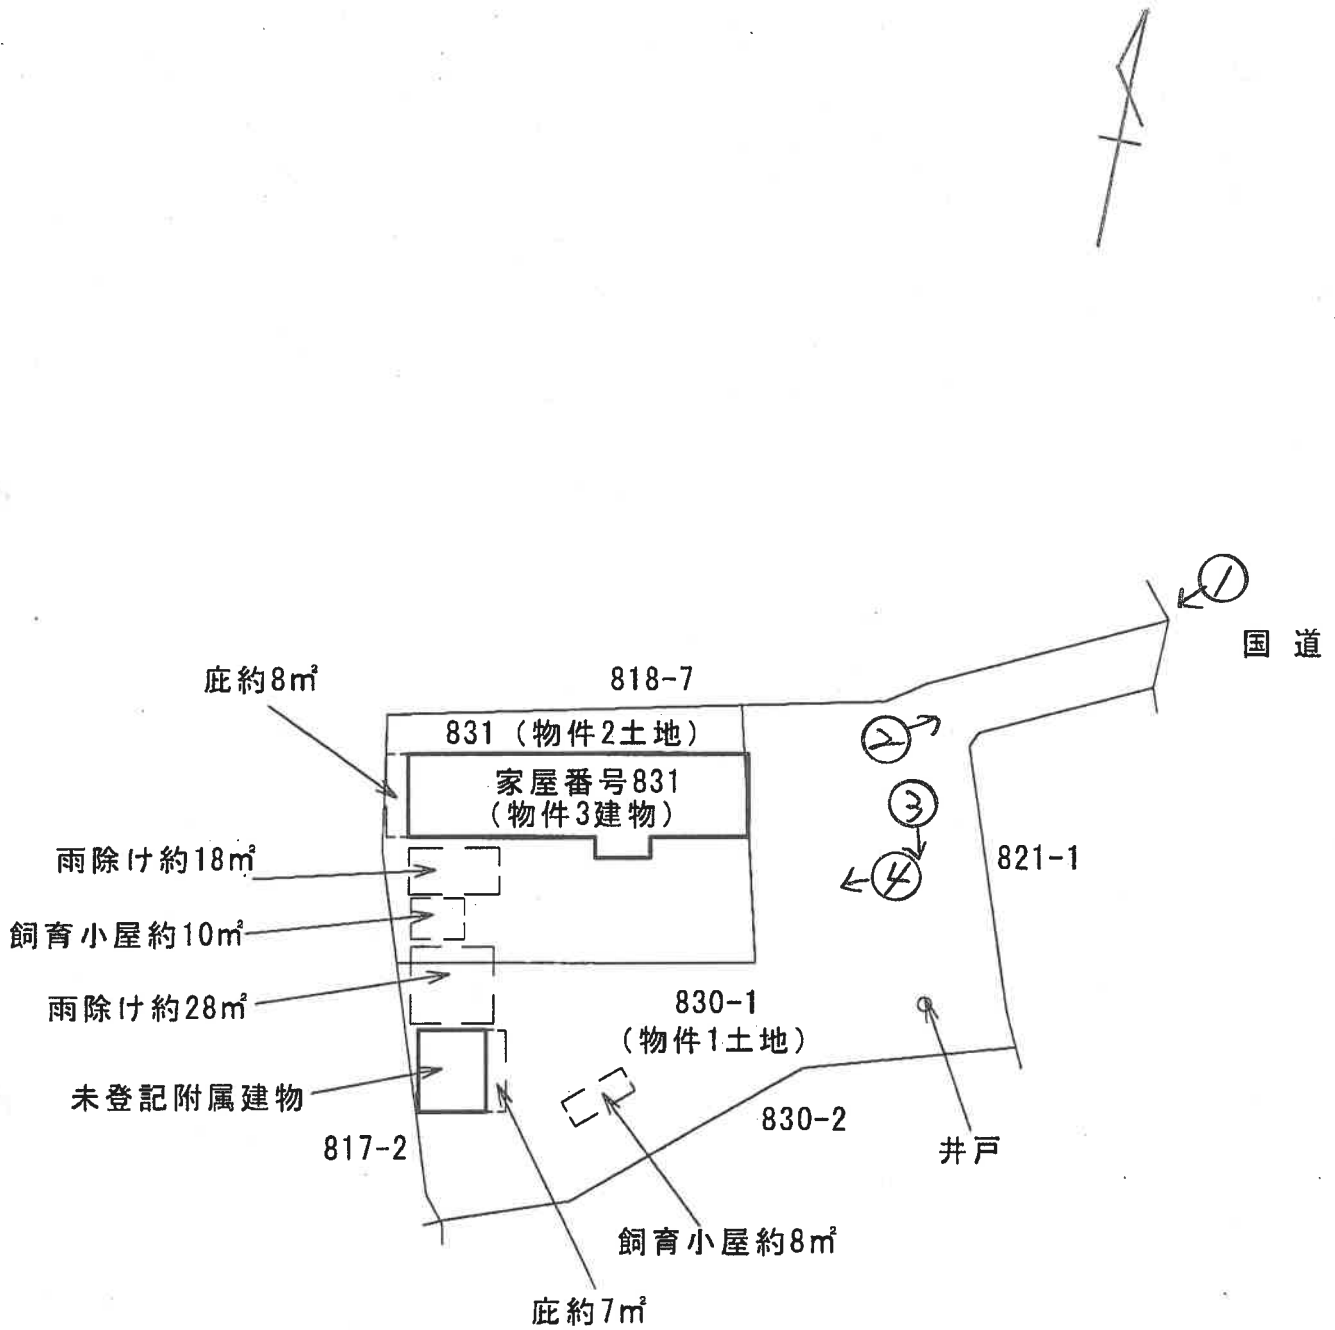 ①
国道
庇約8㎡
818-7
831（物件2土地）
②
家屋番号831
（物件3建物）
③
雨除け約18㎡
④
821-1
飼育小屋約10㎡
雨除け約28㎡
830-1
（物件1土地）
未登記附属建物
830-2
817-2
井戸
飼育小屋約8㎡
庇約7㎡